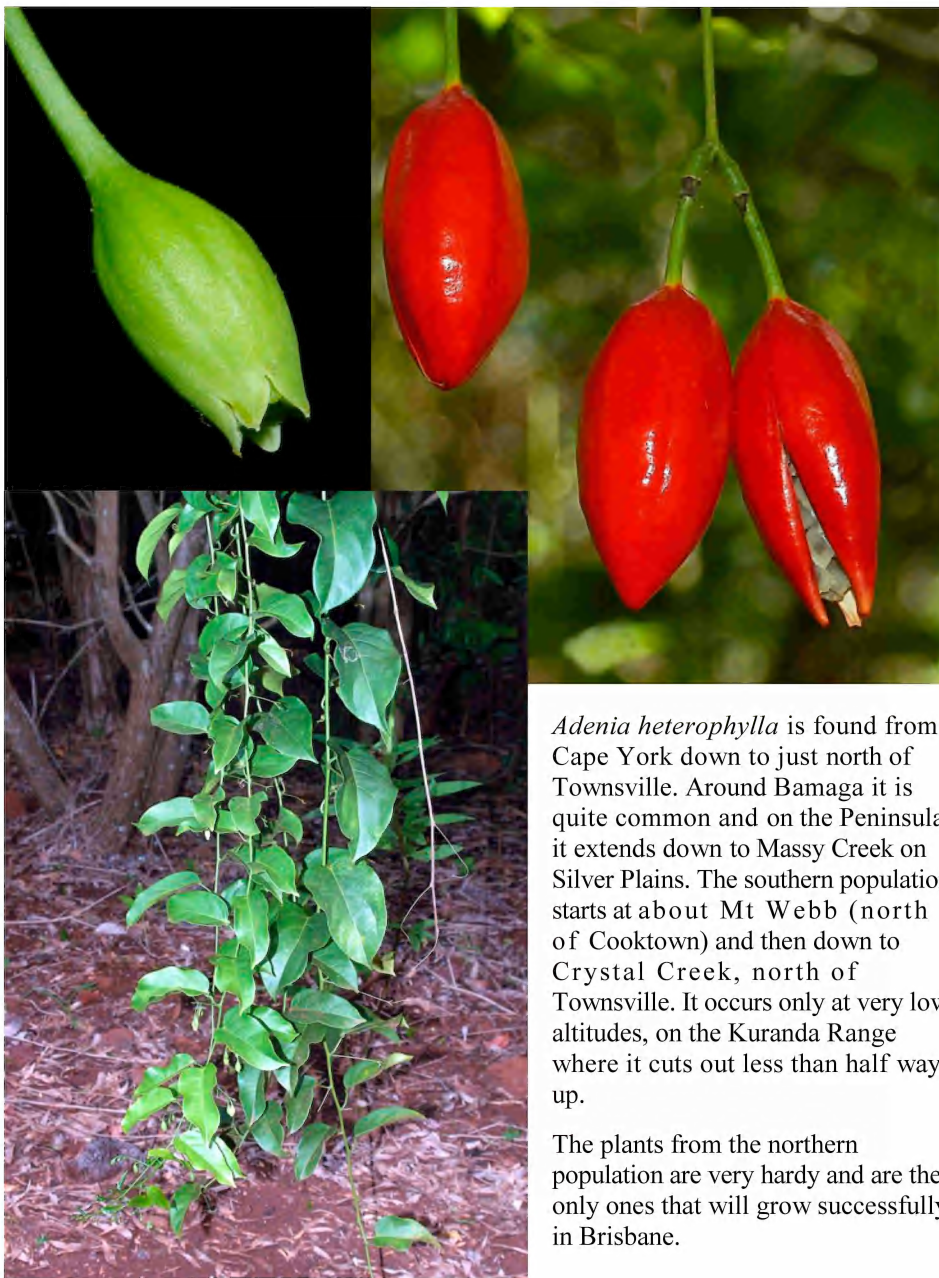 Adenia heterophylla is found from
Cape York down to just north of
Townsville. Around Bamaga it is
quite common and on the Peninsula
it extends down to Massy Creek on
Silver Plains. The southern populatio
starts at about Mt Webb (north
of Cooktown) and then down to
Crystal Creek, north of
Townsville. It occurs only at very low
altitudes, on the Kuranda Range
where it cuts out less than half way
up.
The plants from the northern
population are very hardy and are the
only ones that will grow successfully
in Brisbane.